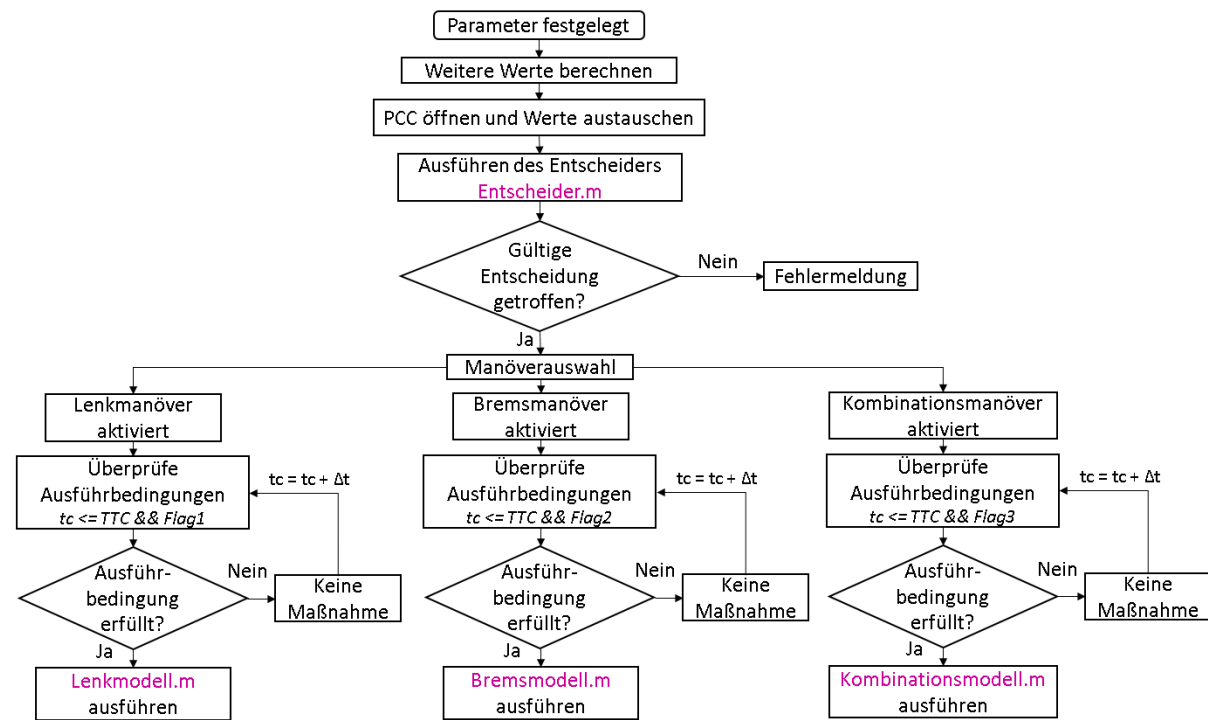 Parameter festgelegt
Weitere Werte berechnen
PCC öffnen und Werte austauschen
Ausführen des Entscheiders
Entscheider.m
Gültige
Entscheidung
getroffen?
Nein
Fehlermeldung
Ja
Manöverauswahl
Lenkmanöver
aktiviert
Überprüfe
Ausführbedingungen
tc <= TTC && Flag1
tc = tc + Δt
Ausführ-
bedingung
erfüllt?
Nein
Keine
Maßnahme
Ja
Lenkmodell.m
ausführen
Bremsmanöver
aktiviert
Überprüfe
Ausführbedingungen
tc <= TTC && Flag2
tc = tc + Δt
Ausführ-
bedingung
erfüllt?
Nein
Keine
Maßnahme
Ja
Bremsmodell.m
ausführen
Kombinationsmanöver
aktiviert
Überprüfe
Ausführbedingungen
tc <= TTC && Flag3
tc = tc + Δt
Ausführ-
bedingung
erfüllt?
Nein
Keine
Maßnahme
Ja
Kombinationsmodell.m
ausführen